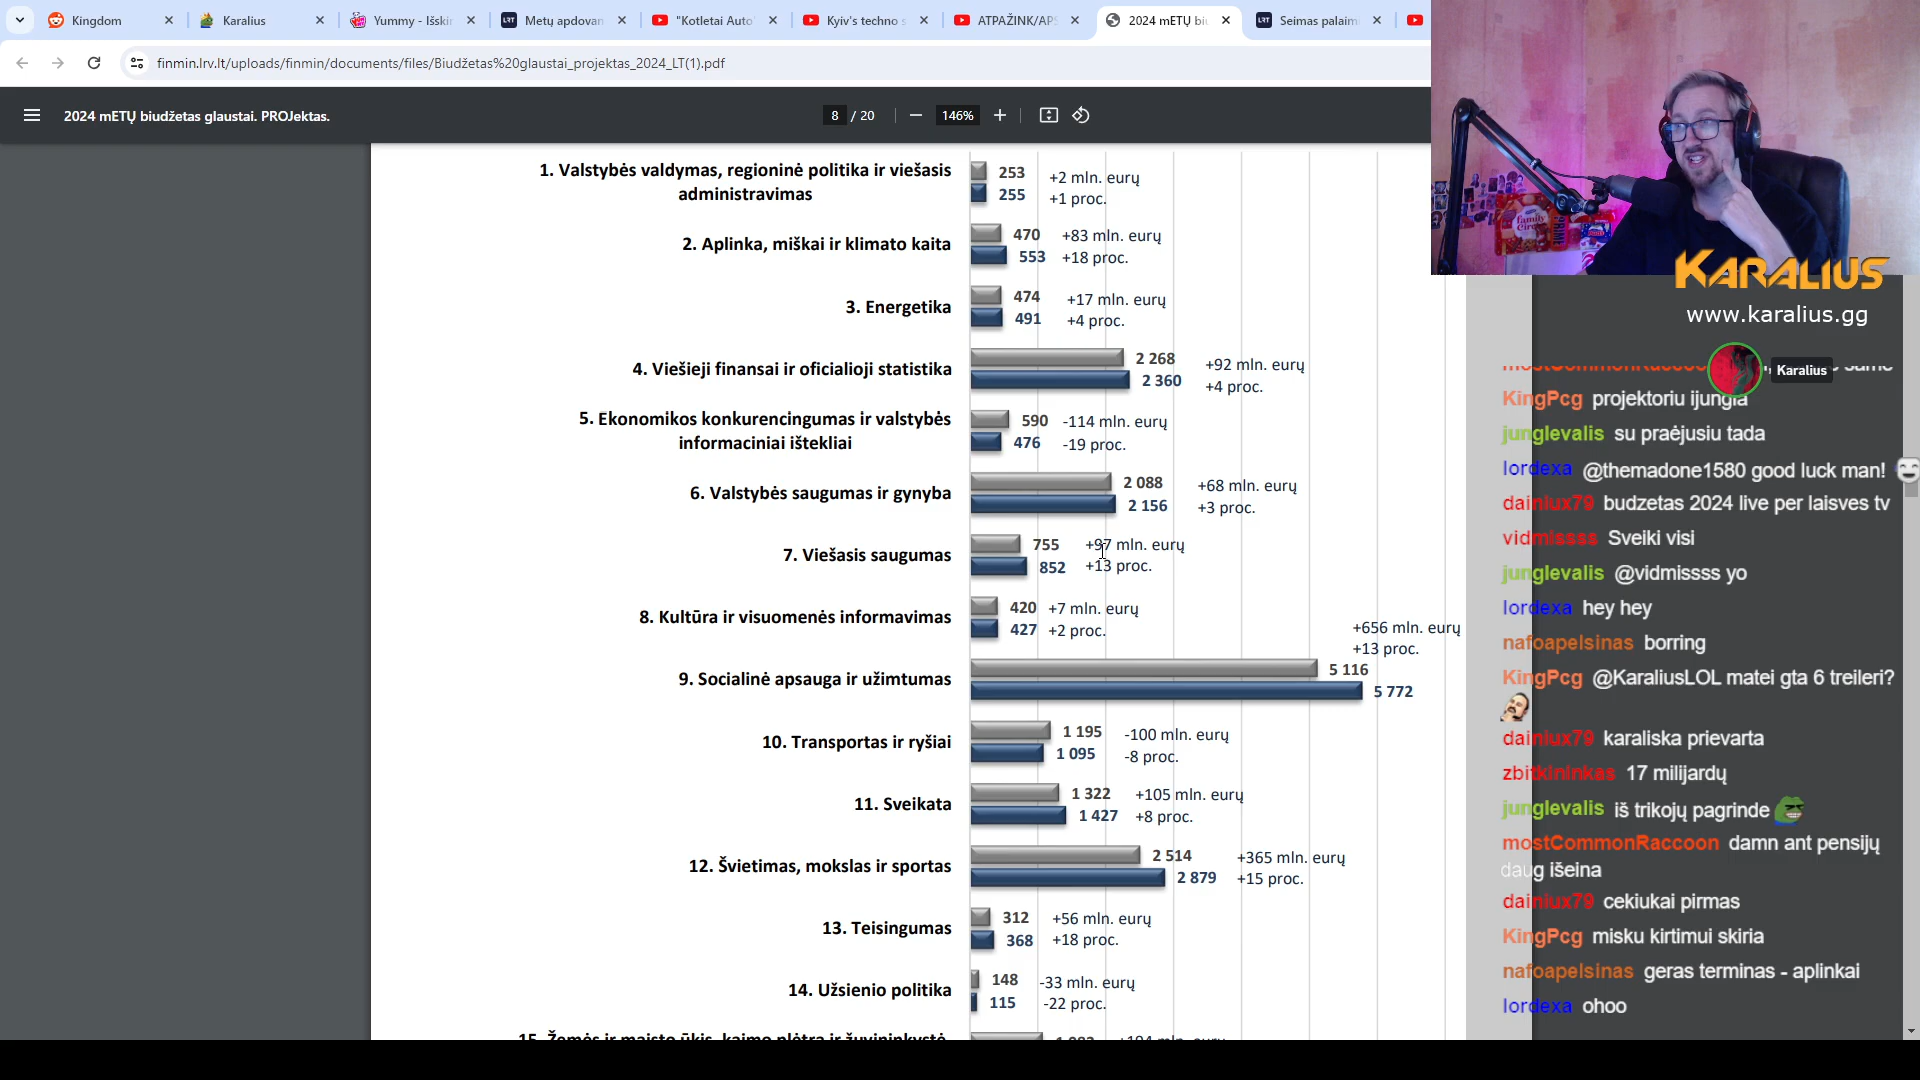 Kingdom
Karalius
Yummy - Išskir
Metų apdovan
"Kotletai Auto"
Kyiv's techno s
ATPAŽINK/APS
2024 mETŲ bi
Seimas palaim
finmin.lrv.lt/uploads/finmin/documents/files/Biudžetas%20glaustai_projektas_2024_LT(1).pdf
2024 mETŲ biudžetas glaustai. PROJektas.
8 / 20
146%
1. Valstybės valdymas, regioninė politika ir viešasis
administravimas
253
255
+2 mln. eurų
+1 proc.
2. Aplinka, miškai ir klimato kaita
470
553
+83 mln. eurų
+18 proc.
3. Energetika
474
491
+17 mln. eurų
+4 proc.
4. Viešieji finansai ir oficialioji statistika
2 268
2 360
+92 mln. eurų
+4 proc.
5. Ekonomikos konkurencingumas ir valstybės
informaciniai ištekliai
590
476
-114 mln. eurų
-19 proc.
6. Valstybės saugumas ir gynyba
2 088
2 156
+68 mln. eurų
+3 proc.
7. Viešasis saugumas
755
852
+97 mln. eurų
+13 proc.
8. Kultūra ir visuomenės informavimas
420
427
+7 mln. eurų
+2 proc.
9. Socialinė apsauga ir užimtumas
5 116
5 772
+656 mln. eurų
+13 proc.
10. Transportas ir ryšiai
1 195
1 095
-100 mln. eurų
-8 proc.
11. Sveikata
1 322
1 427
+105 mln. eurų
+8 proc.
12. Švietimas, mokslas ir sportas
2 514
2 879
+365 mln. eurų
+15 proc.
13. Teisingumas
312
368
+56 mln. eurų
+18 proc.
14. Užsienio politika
148
115
-33 mln. eurų
-22 proc.
15. Žemės ir maisto ūkis, kaimo plėtra ir žuvininkystė
KARALIUS
www.karalius.gg
Karalius
KingPcg projektoriu ijungia
junglevalis su praėjusiu tada
lordexa @themadone1580 good luck man!
dainiux79 budzetas 2024 live per laisves tv
vidmissss Sveiki visi
junglevalis @vidmissss yo
lordexa hey hey
nafoapelsinas borring
KingPcg @KaraliusLOL matei gta 6 treileri?
dainiux79 karaliska prievarta
zbitkininkas 17 milijardų
junglevalis iš trikojų pagrinde
mostCommonRaccoon damn ant pensijų
daug išeina
dainiux79 cekiukai pirmas
KingPcg misku kirtimui skiria
nafoapelsinas geras terminas - aplinkai
lordexa ohoo